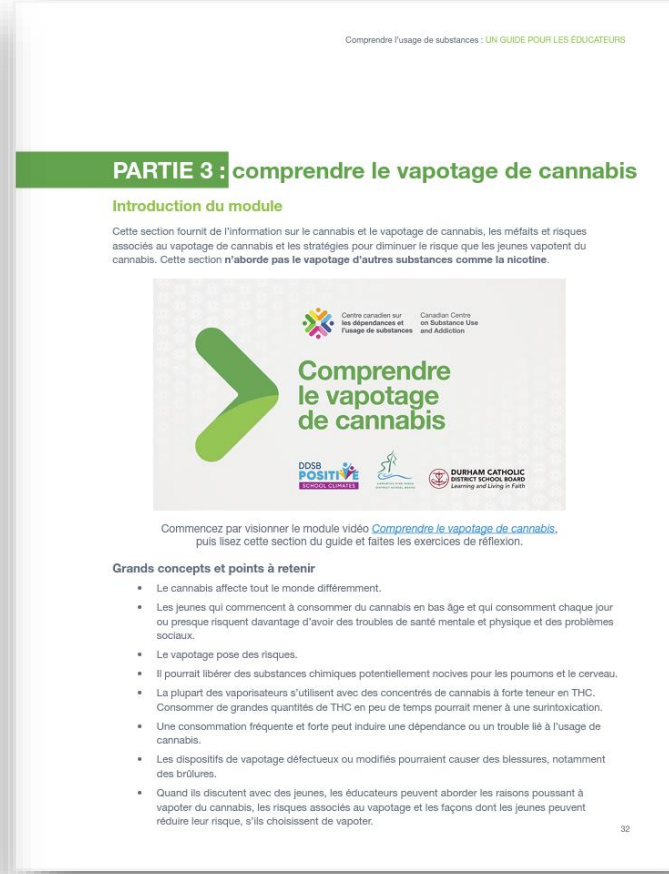 Comprendre l'usage de substances : UN GUIDE POUR LES ÉDUCATEURS
PARTIE 3 : comprendre le vapotage de cannabis
Introduction du module
Cette section fournit de l'information sur le cannabis et le vapotage de cannabis, les méfaits et risques
associés au vapotage de cannabis et les stratégies pour diminuer le risque que les jeunes vapotent du
cannabis. Cette section n'aborde pas le vapotage d'autres substances comme la nicotine.
Centre canadien sur
les dépendances et
l'usage de substances
Canadian Centre
on Substance Use
and Addiction
Comprendre
le vapotage
de cannabis
DDSB
POSITIVE
SCHOOL CLIMATES
DURHAM CATHOLIC
DISTRICT SCHOOL BOARD
Learning and Living in Faith
Commencez par visionner le module vidéo Comprendre le vapotage de cannabis,
puis lisez cette section du guide et faites les exercices de réflexion.
Grands concepts et points à retenir
• Le cannabis affecte tout le monde différemment.
• Les jeunes qui commencent à consommer du cannabis en bas âge et qui consomment chaque jour
ou presque risquent davantage d'avoir des troubles de santé mentale et physique et des problèmes
sociaux.
• Le vapotage pose des risques.
• Il pourrait libérer des substances chimiques potentiellement nocives pour les poumons et le cerveau.
• La plupart des vaporisateurs s'utilisent avec des concentrés de cannabis à forte teneur en THC.
Consommer de grandes quantités de THC en peu de temps pourrait mener à une surintoxication.
• Une consommation fréquente et forte peut induire une dépendance ou un trouble lié à l'usage de
cannabis.
• Les dispositifs de vapotage défectueux ou modifiés pourraient causer des blessures, notamment
des brûlures.
• Quand ils discutent avec des jeunes, les éducateurs peuvent aborder les raisons poussant à
vapoter du cannabis, les risques associés au vapotage et les façons dont les jeunes peuvent
réduire leur risque, s'ils choisissent de vapoter.
32